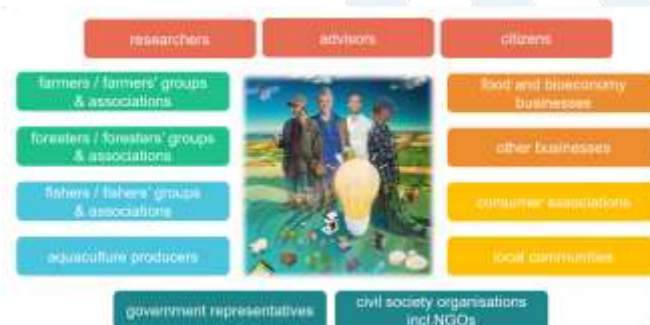 researchers
advisors
citizens
farmers / farmers' groups
& associations
foresters / foresters' groups
& associations
fishers / fishers' groups
& associations
aquaculture producers
food and bioeconomy
businesses
other businesses
consumer associations
local communities
government representatives
civil society organisations
incl NGOs